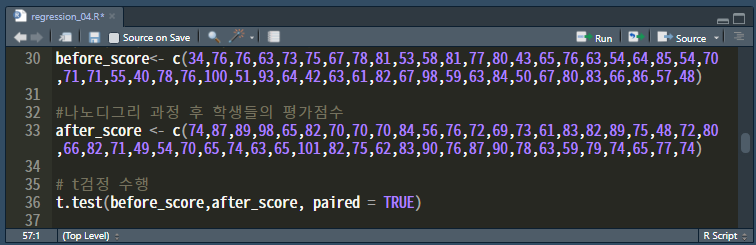 regression_04.R*
Source on Save
Run
Source
30 before_score<- c(34,76,76,63,73,75,67,78,81,53,58,81,77,80,43,65,76,63,54,64,85,54,70
,71,71,55,40,78,76,100,51,93,64,42,63,61,82,67,98,59,63,84,50,67,80,83,66,86,57,48)
31
32 #나노디그리 과정 후 학생들의 평가점수
33 after_score <- c(74,87,89,98,65,82,70,70,70,84,56,76,72,69,73,61,83,82,89,75,48,72,80
,66,82,71,49,54,70,65,74,63,65,101,82,75,62,83,90,76,87,90,78,63,59,79,74,65,77,74)
34
35 # t검정 수행
36 t.test(before_score,after_score, paired = TRUE)
37
57:1 (Top Level) R Script